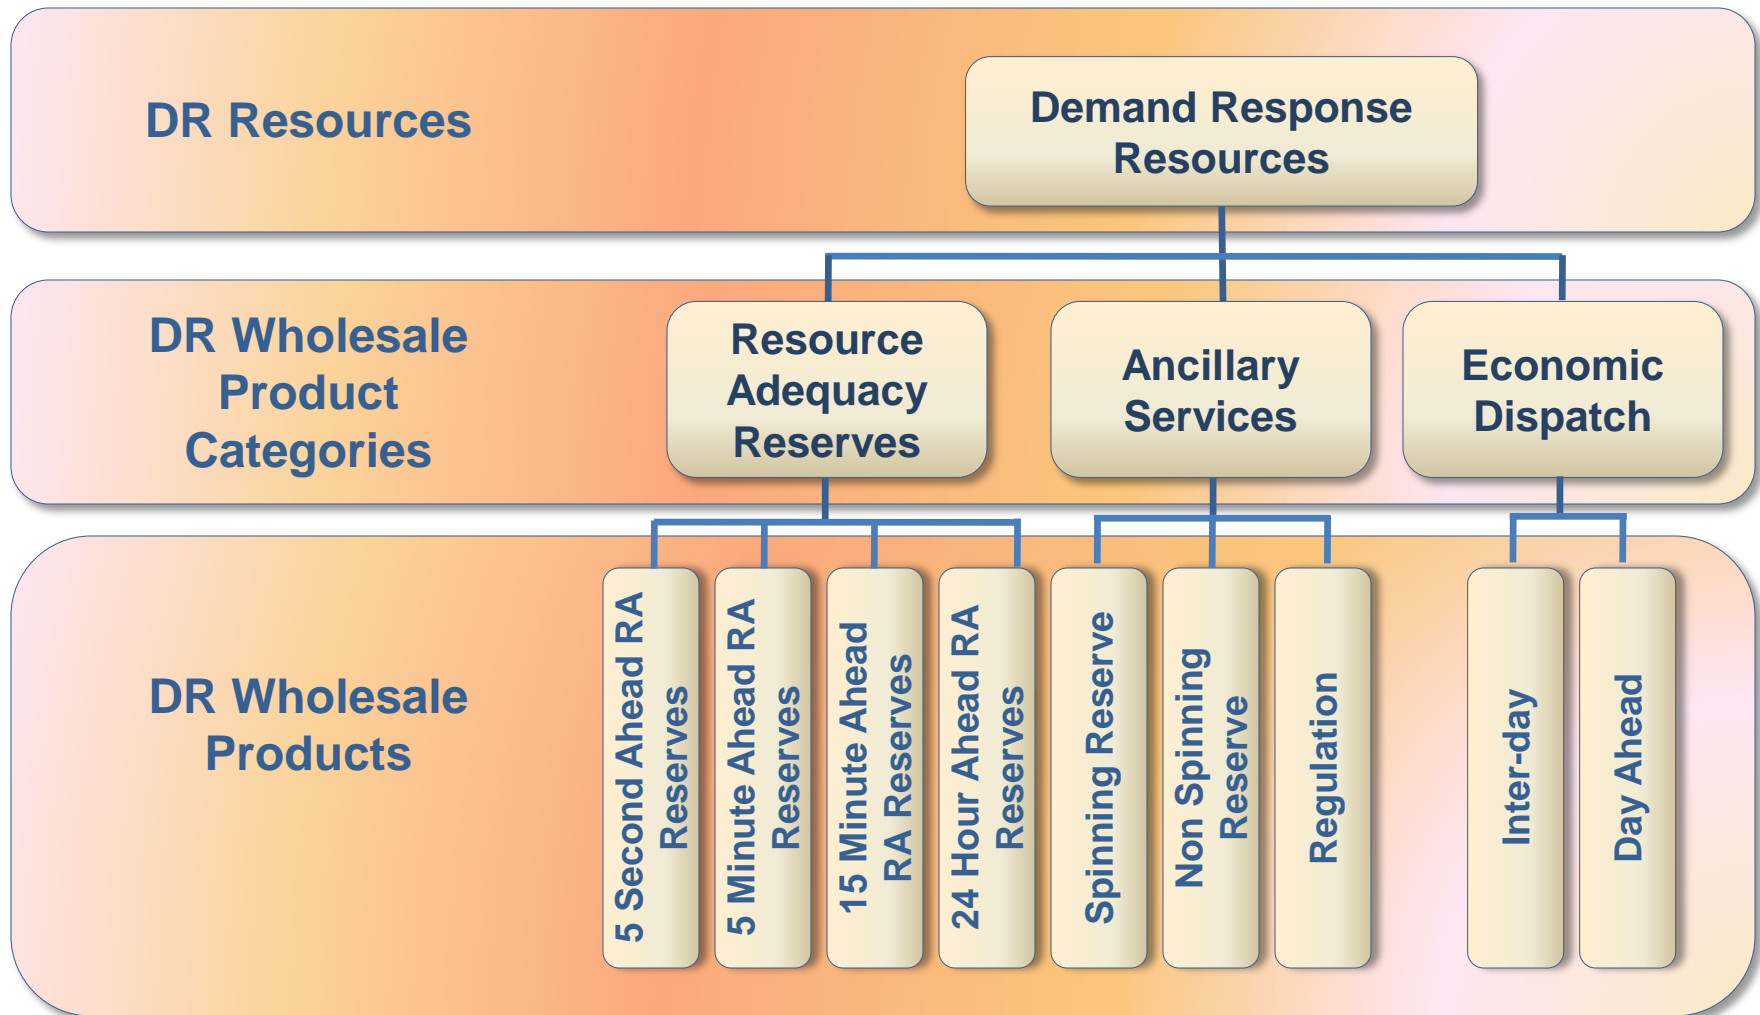 DR Resources
Demand Response
Resources
DR Wholesale
Product
Categories
Resource
Adequacy
Reserves
Ancillary
Services
Economic
Dispatch
DR Wholesale
Products
5 Second Ahead RA
Reserves
5 Minute Ahead RA
Reserves
15 Minute Ahead
RA Reserves
24 Hour Ahead RA
Reserves
Spinning Reserve
Non Spinning
Reserve
Regulation
Inter-day
Day Ahead